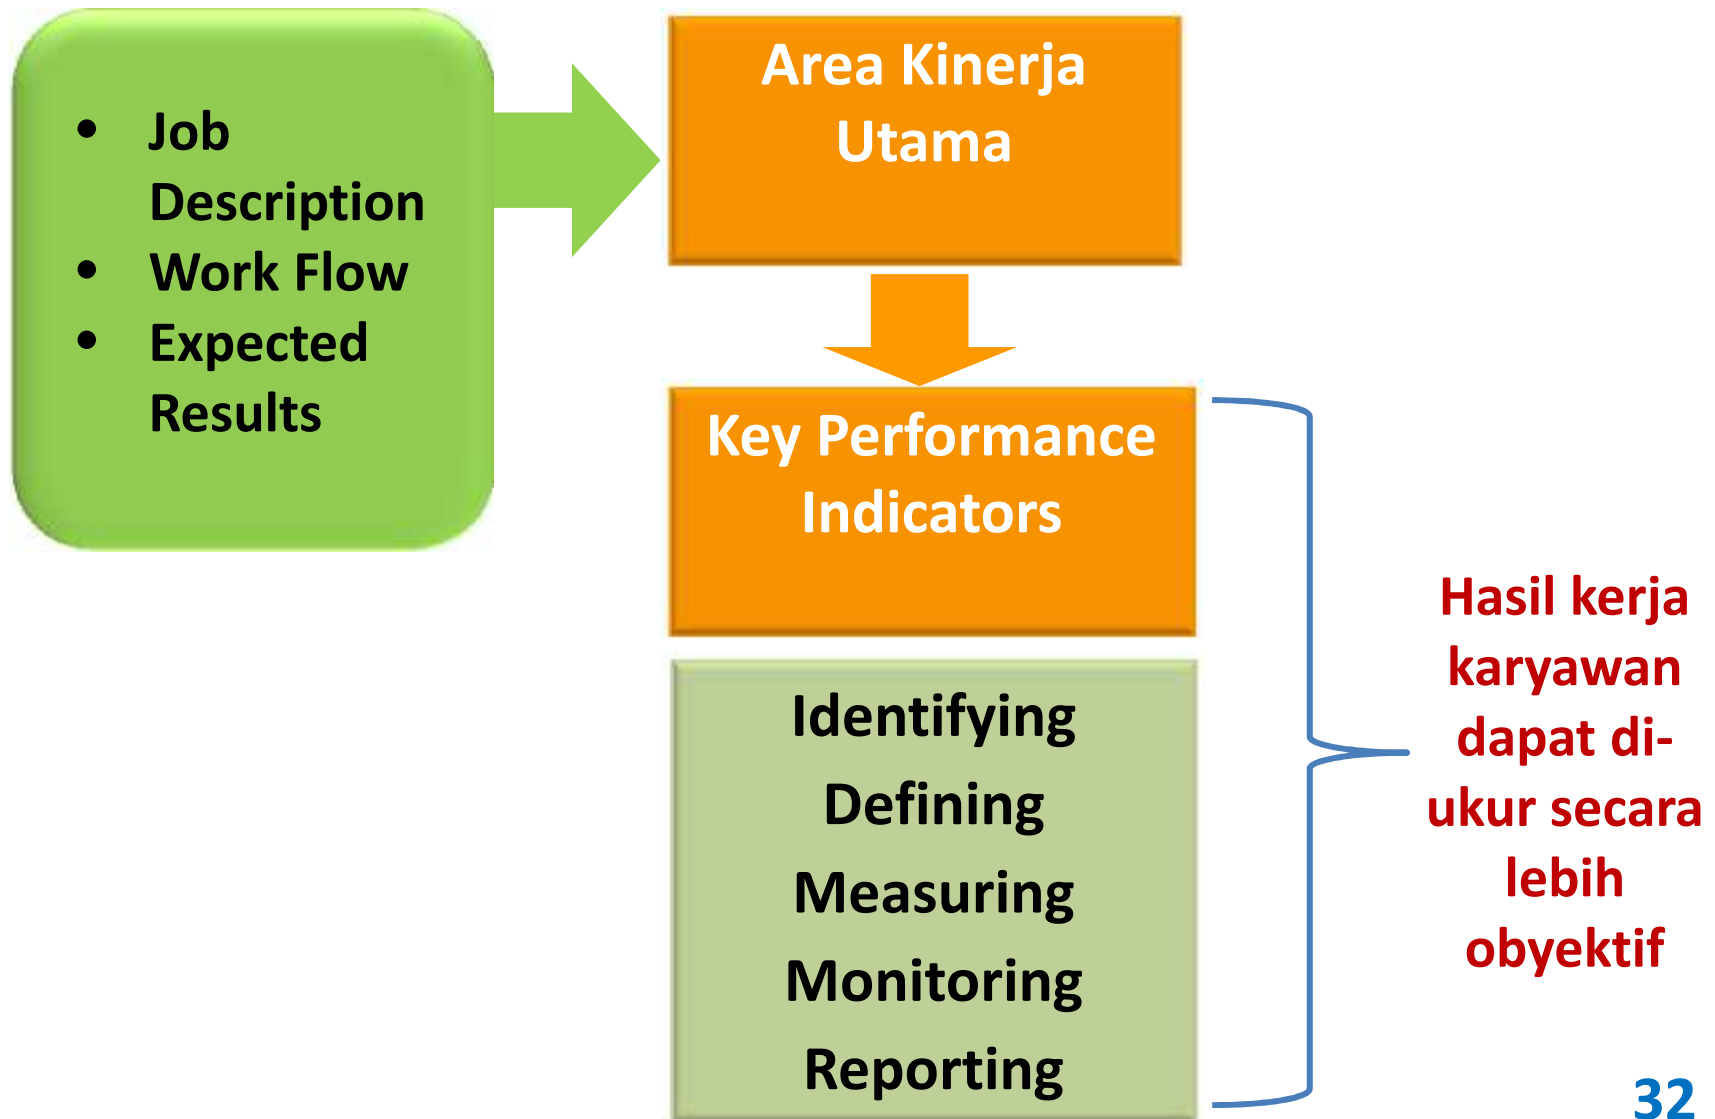 • Job
Description
• Work Flow
• Expected
Results
Area Kinerja
Utama
Key Performance
Indicators
Identifying
Defining
Measuring
Monitoring
Reporting
Hasil kerja
karyawan
dapat di-
ukur secara
lebih
obyektif
32